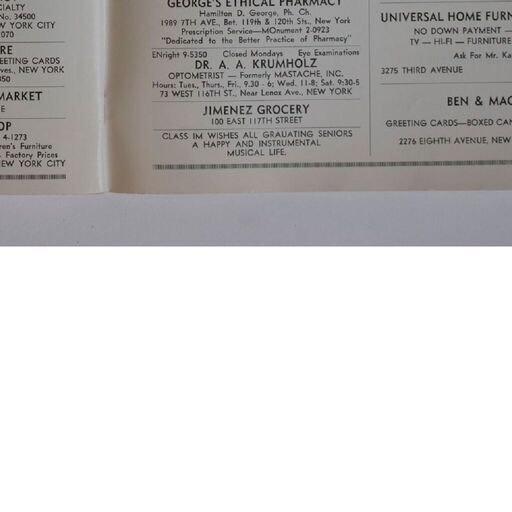 CIALTY
No. 34500
YORK CITY
070
RE
EETING CARDS
ves., NEW YORK
350
MARKET
E
OP
4-1273
ren's Furniture
Factory Prices
NEW YORK CITY
GEORGE'S ETHICAL PHARMACY
Hamilton D. George, Ph. Ch.
1989 7TH AVE., Bet. 119th & 120th Sts., New York
Prescription Service—MOnument 2-0923
"Dedicated to the Better Practice of Pharmacy"
ENright 9-5350 Closed Mondays Eye Examinations
DR. A. A. KRUMHOLZ
OPTOMETRIST — Formerly MASTACHE, INC.
Hours: Tues., Thurs., Fri., 9.30 - 6; Wed. 11-8; Sat. 9:30-5
73 WEST 116TH ST., Near Lenox Ave., NEW YORK
JIMENEZ GROCERY
100 EAST 117TH STREET
CLASS IM WISHES ALL GRAUATING SENIORS
A HAPPY AND INSTRUMENTAL
MUSICAL LIFE.
UNIVERSAL HOME FURN
NO DOWN PAYMENT —
TV — HI-FI — FURNITURE
Ask For Mr. Ka
3275 THIRD AVENUE
BEN & MAC
GREETING CARDS—BOXED CAN
2276 EIGHTH AVENUE, NEW